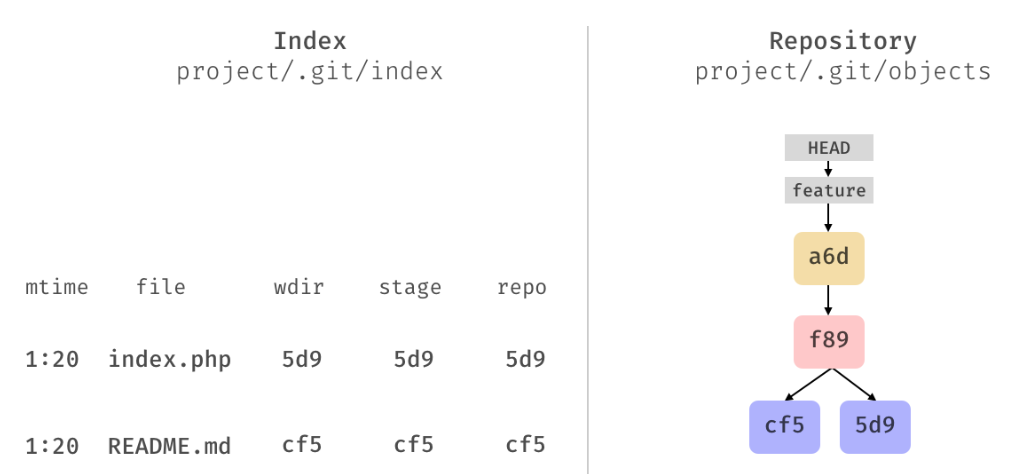 Index
project/.git/index
mtime file wdir stage repo
1:20 index.php 5d9 5d9 5d9
1:20 README.md cf5 cf5 cf5
Repository
project/.git/objects
HEAD
feature
a6d
f89
cf5 5d9